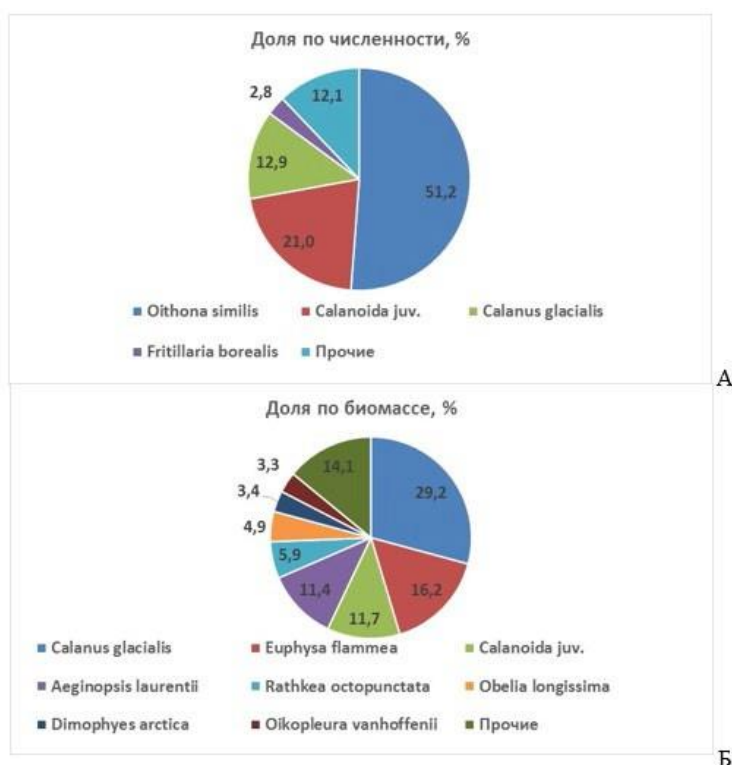 Доля по численности, %
2,8
12,1
12,9
51,2
21,0
Oithona similis Calanoida juv. Calanus glacialis
Fritillaria borealis Прочие
А
Доля по биомассе, %
3,3
14,1
29,2
3,4
4,9
5,9
11,4
16,2
11,7
Calanus glacialis Euphysa flammea Calanoida juv.
Aeginopsis laurentii Rathkea octopunctata Obelia longissima
Dimophyes arctica Oikopleura vanhoffenii Прочие
Б